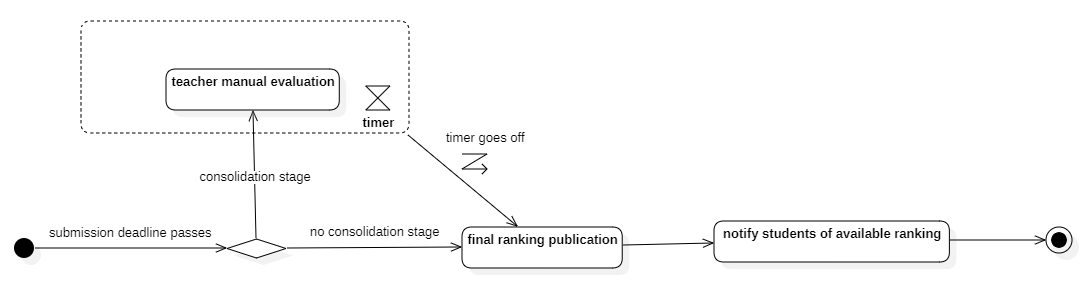 teacher manual evaluation
timer
timer goes off
consolidation stage
submission deadline passes
no consolidation stage
final ranking publication
notify students of available ranking